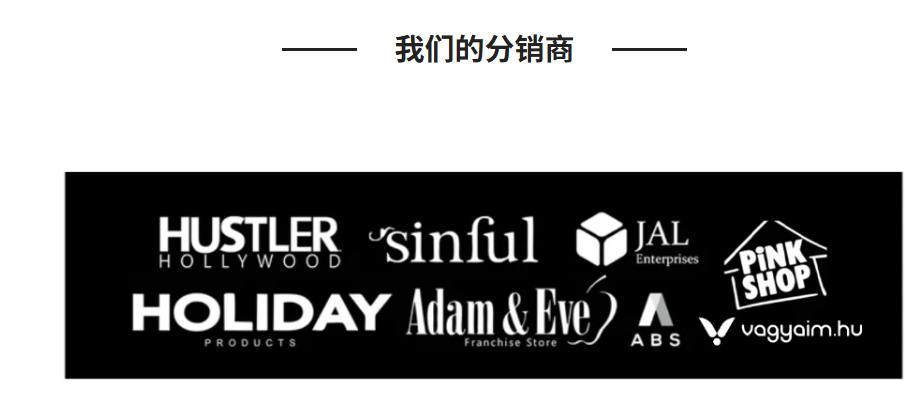 我们的分销商
HUSTLER
HOLLYWOOD
sinful
JAL
Enterprises
PiNK
SHOP
HOLIDAY
PRODUCTS
Adam & Eve
Franchise Store
ABS
vagyaim.hu